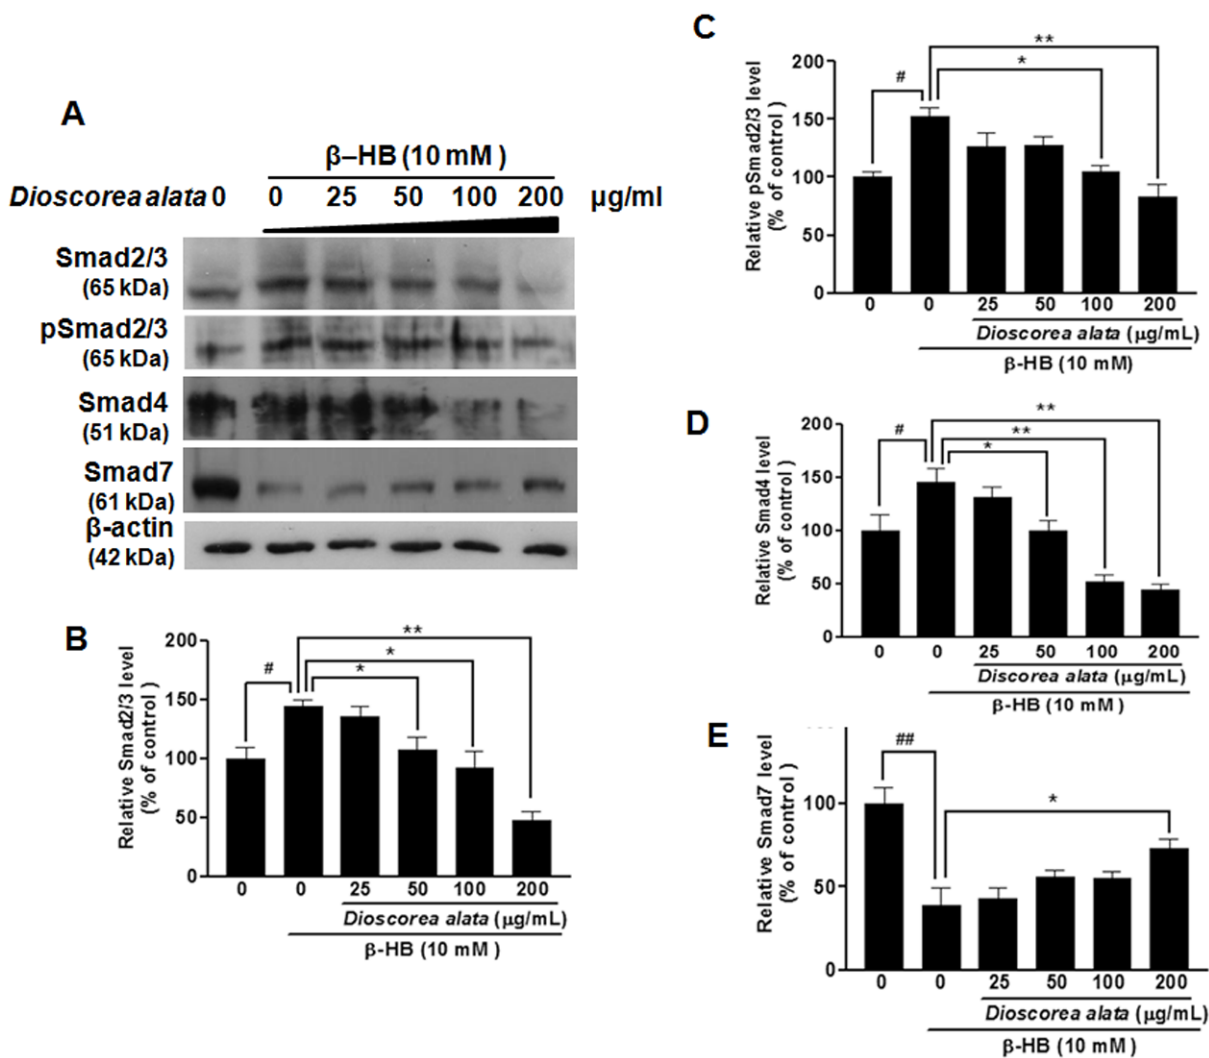 A
β–HB (10 mM )
Dioscorea alata 0 0 25 50 100 200 μg/ml
Smad2/3
(65 kDa)
pSmad2/3
(65 kDa)
Smad4
(51 kDa)
Smad7
(61 kDa)
β-actin
(42 kDa)
B
Relative Smad2/3 level
(% of control )
200
150
100
50
0
#
*
*
**
0 0 25 50 100 200
Dioscorea alata (μg/mL)
β-HB (10 mM )
C
Relative pSmad2/3 level
(% of control )
200
150
100
50
0
#
*
**
0 0 25 50 100 200
Dioscorea alata (μg/mL)
β-HB (10 mM)
D
Relative Smad4 level
(% of control )
200
150
100
50
0
#
*
**
**
0 0 25 50 100 200
Discorea alata (μg/mL)
β-HB (10 mM )
E
Relative Smad7 level
(% of control )
100
50
0
##
*
0 0 25 50 100 200
Dioscorea alata (μg/mL)
β-HB (10 mM )